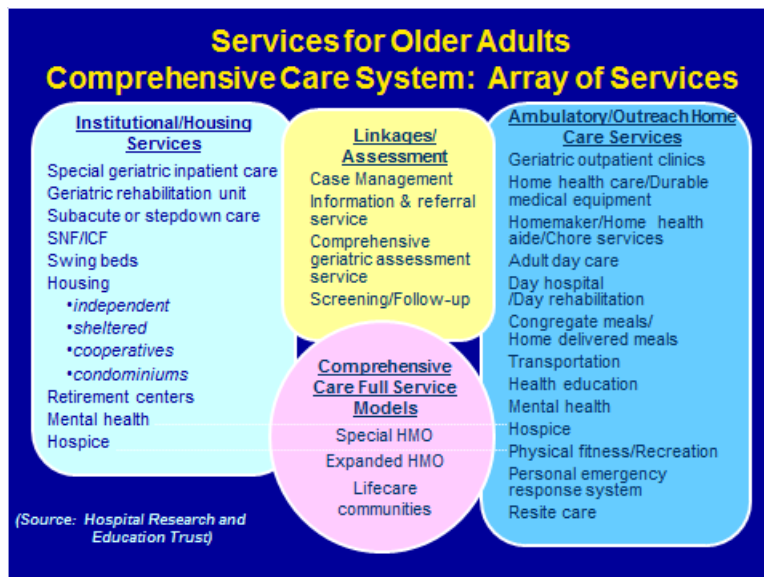 Services for Older Adults
Comprehensive Care System: Array of Services
Institutional/Housing
Services
Special geriatric inpatient care
Geriatric rehabilitation unit
Subacute or stepdown care
SNF/ICF
Swing beds
Housing
•independent
•sheltered
•cooperatives
•condominiums
Retirement centers
Mental health
Hospice
Linkages/
Assessment
Case Management
Information & referral
service
Comprehensive
geriatric assessment
service
Screening/Follow-up
Comprehensive
Care Full Service
Models
Special HMO
Expanded HMO
Lifecare
communities
Ambulatory/Outreach Home
Care Services
Geriatric outpatient clinics
Home health care/Durable
medical equipment
Homemaker/Home health
aide/Chore services
Adult day care
Day hospital
/Day rehabilitation
Congregate meals/
Home delivered meals
Transportation
Health education
Mental health
Hospice
Physical fitness/Recreation
Personal emergency
response system
Resite care
(Source: Hospital Research and
Education Trust)